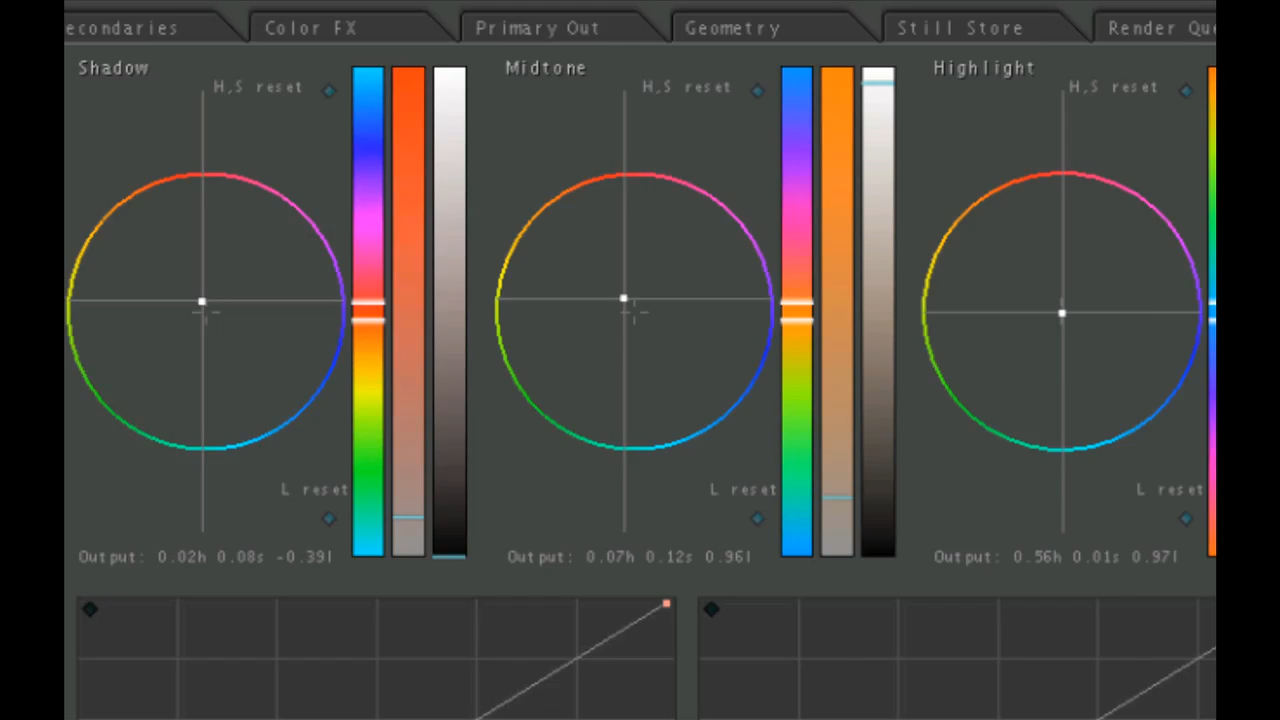 econdaries Color FX Primary Out Geometry Still Store Render Que
Shadow Midtone Highlight
H,S reset H,S reset H,S reset
L reset L reset L reset
Output: 0.02h 0.08s -0.39l Output: 0.07h 0.12s 0.96l Output: 0.56h 0.01s 0.97l